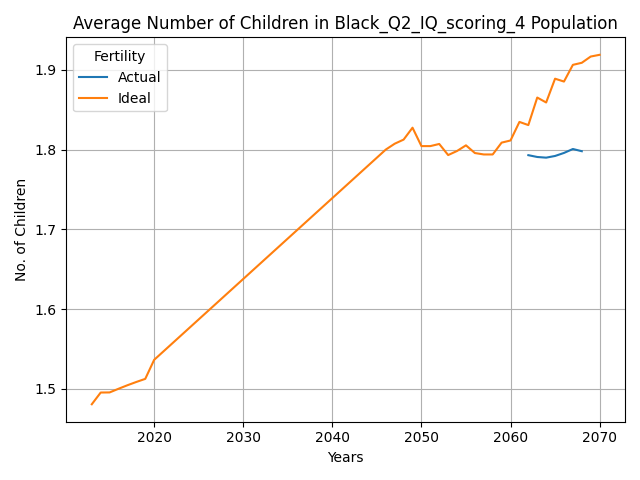 Average Number of Children in Black_Q2_IQ_scoring_4 Population
Fertility
Actual
Ideal
No. of Children
1.9
1.8
1.7
1.6
1.5
2020
2030
2040
2050
2060
2070
Years